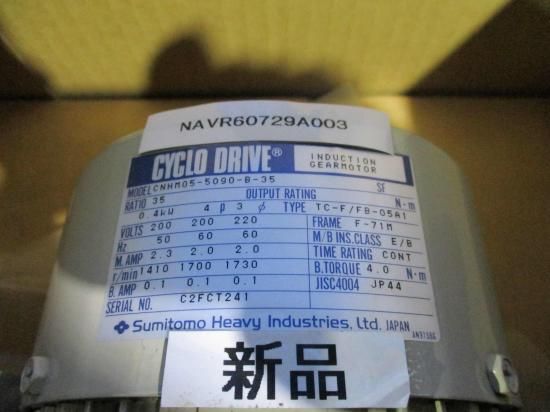 NAVR60729A003
CYCLO DRIVE® INDUCTION GEARMOTOR
MODEL CNHM05-5090-B-35 SF
RATIO 35 OUTPUT RATING N-m
0.4kW 4 P 3 ϕ TYPE TC-F/FB-05A1
VOLTS 200 200 220 FRAME F-71M
Hz 50 60 60 M/B INS.CLASS E/B
M. AMP 2.3 2.0 2.0 TIME RATING CONT
r/min 1410 1700 1730 B.TORQUE 4.0 N-m
B. AMP 0.1 0.1 0.1 JISC4004 JP44
SERIAL NO. C2FCT241
Sumitomo Heavy Industries, Ltd. JAPAN
AN315BG
新品